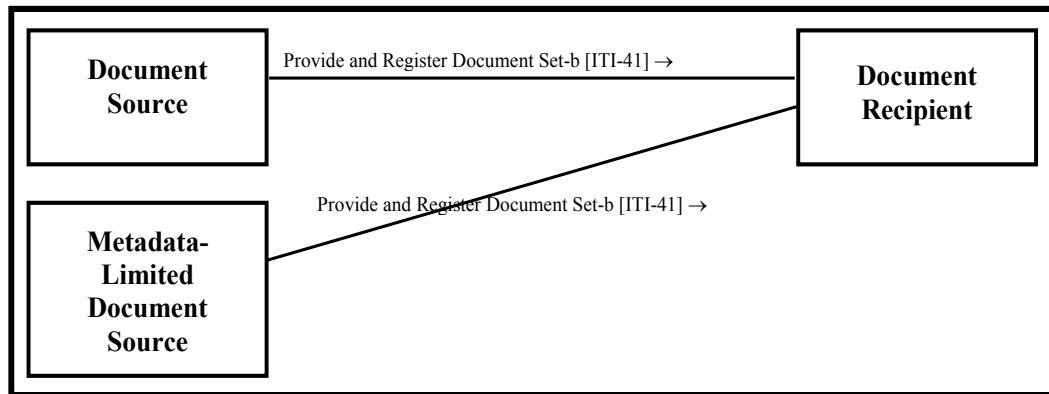 Document
Source
Provide and Register Document Set-b [ITI-41] →
Document
Recipient
Provide and Register Document Set-b [ITI-41] →
Metadata-
Limited
Document
Source